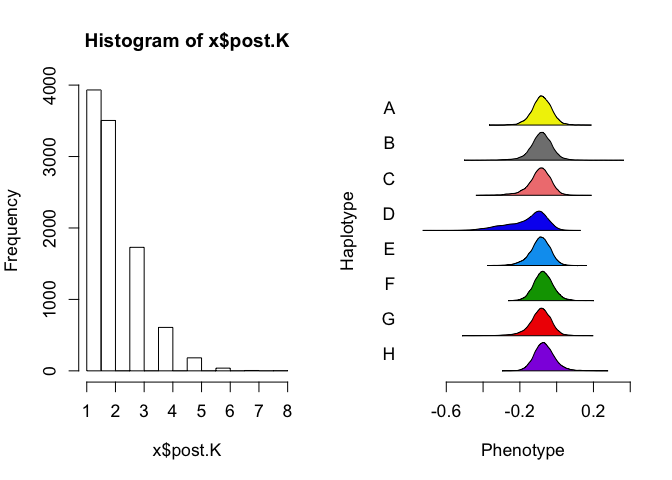 Histogram of x$post.K
Frequency
4000
3000
2000
1000
0
1 2 3 4 5 6 7 8
x$post.K
Haplotype
A
B
C
D
E
F
G
H
-0.6 -0.2 0.2
Phenotype